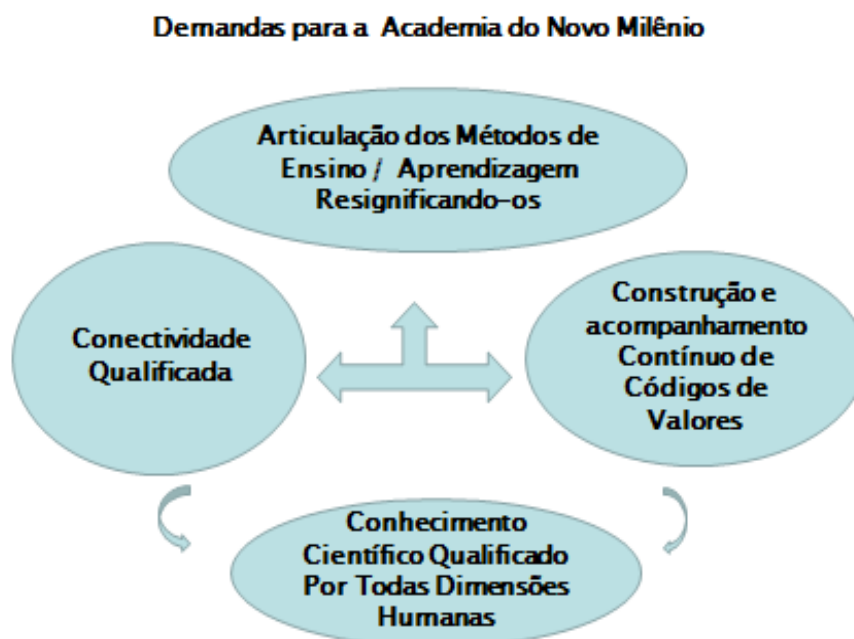 Demandas para a Academia do Novo Milênio
Articulação dos Métodos de
Ensino / Aprendizagem
Resignificando-os
Conectividade
Qualificada
Construção e
acompanhamento
Contínuo de
Códigos de
Valores
Conhecimento
Científico Qualificado
Por Todas Dimensões
Humanas